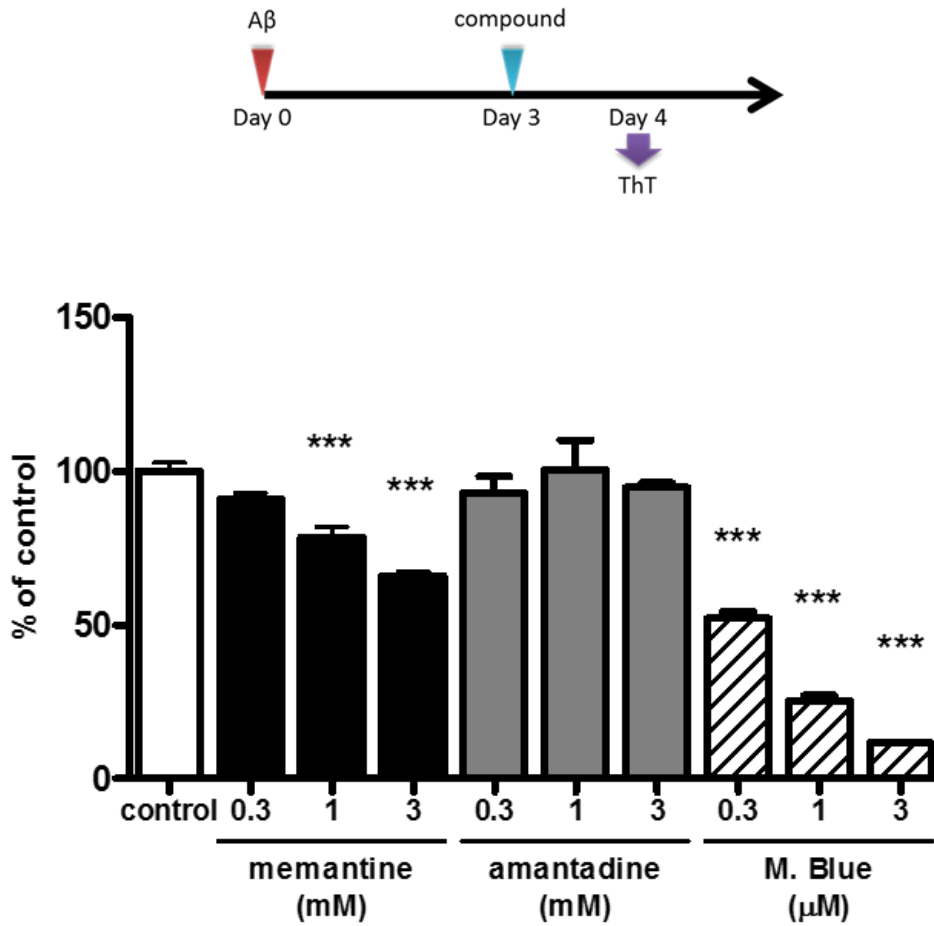 Aβ compound
Day 0 Day 3 Day 4
ThT
% of control
150
100
50
0
***
***
***
***
***
control 0.3 1 3 0.3 1 3 0.3 1 3
memantine amantadine M. Blue
(mM) (mM) (μM)